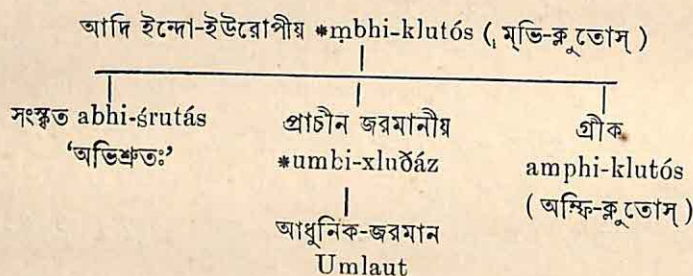 আদি ইন্দো-ইউরোপীয় *m̥bhi-klutós (ম্‌ভি-ক্লুতোস্)
সংস্কৃত abhi-śrutás
'অভিশ্রুতঃ'
প্রাচীন জরমানীয়
*umbi-xluðáz
গ্রীক
amphi-klutós
(অম্ফি-ক্লুতোস্)
আধুনিক-জরমান
Umlaut